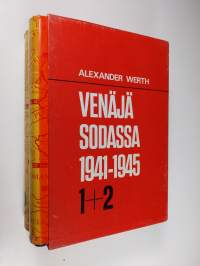 ALEXANDER WERTH
VENÄJÄ
SODASSA
1941-1945
1+2